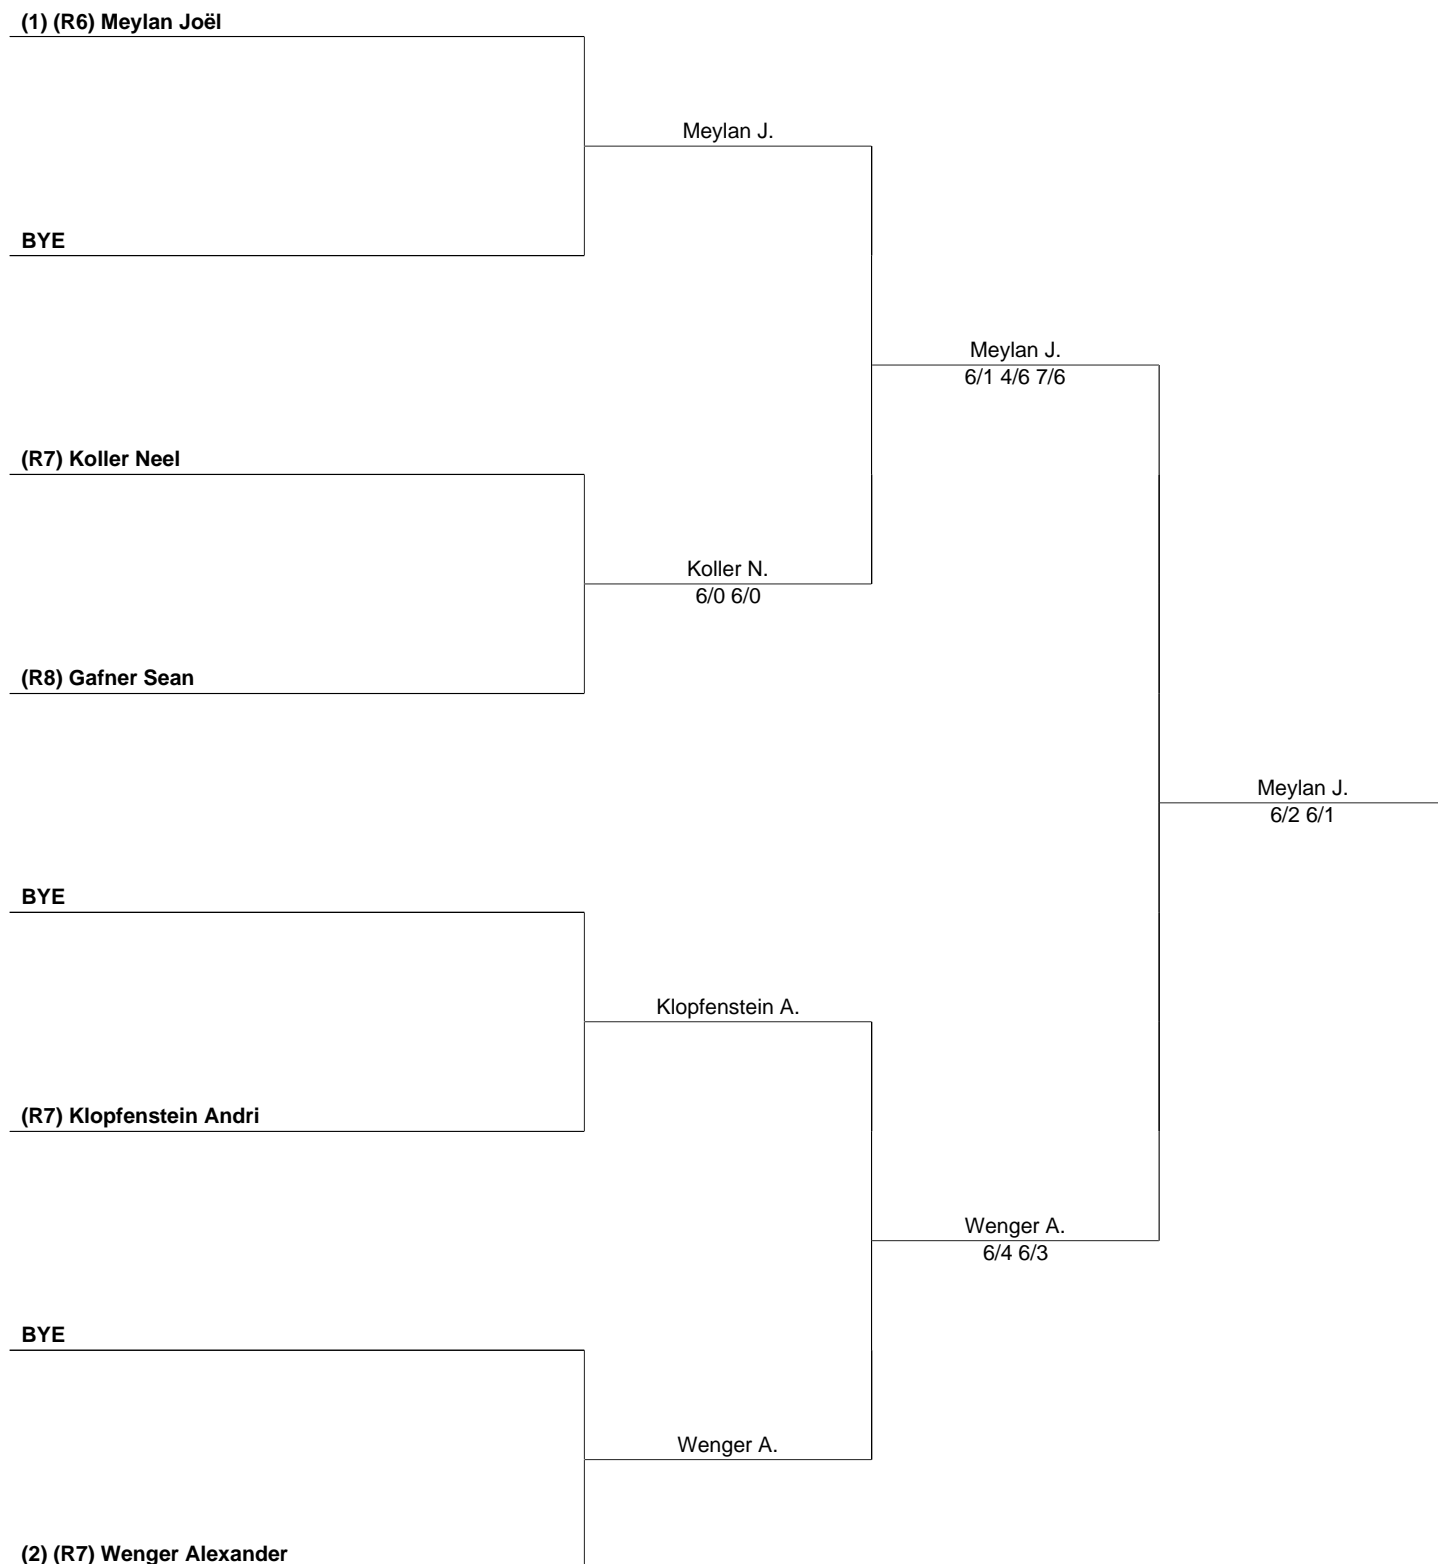 (1) (R6) Meylan Joël
Meylan J.
BYE
Meylan J.
6/1 4/6 7/6
(R7) Koller Neel
Koller N.
6/0 6/0
(R8) Gafner Sean
Meylan J.
6/2 6/1
BYE
Klopfenstein A.
(R7) Klopfenstein Andri
Wenger A.
6/4 6/3
BYE
Wenger A.
(2) (R7) Wenger Alexander